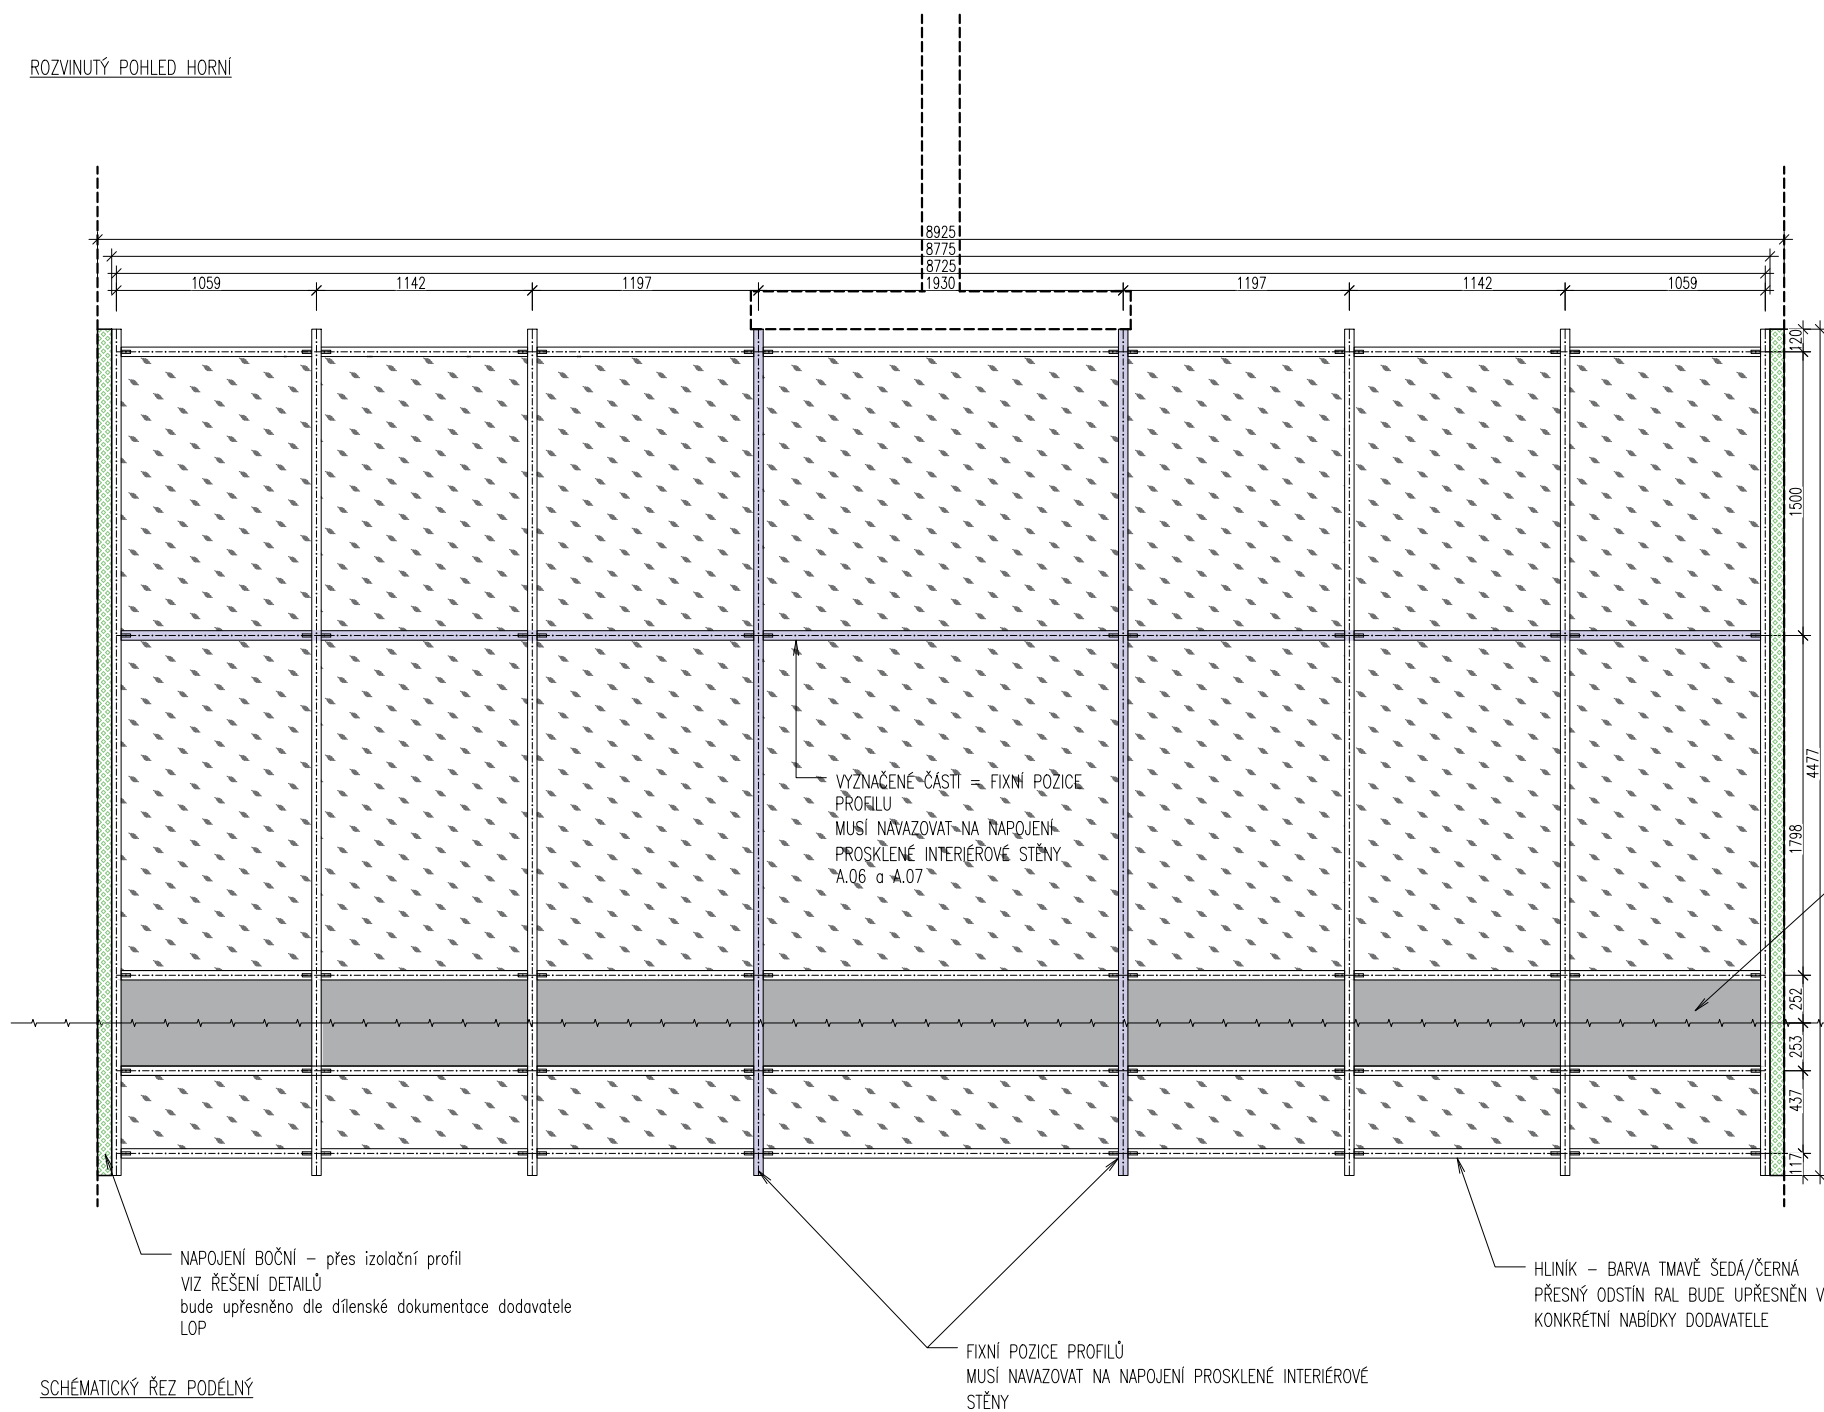 ROZVINUTÝ POHLED HORNÍ
8925
8775
8725
1059 1142 1197 1930 1197 1142 1059
120
1500
4477
1798
252
253
437
117
VYZNAČENÉ ČÁSTI = FIXNÍ POZICE
PROFILU
MUSÍ NAVAZOVAT NA NAPOJENÍ
PROSKLENÉ INTERIÉROVÉ STĚNY
A.06 a A.07
NAPOJENÍ BOČNÍ – přes izolační profil
VIZ ŘEŠENÍ DETAILŮ
bude upřesněno dle dílenské dokumentace dodavatele
LOP
HLINÍK – BARVA TMAVĚ ŠEDÁ/ČERNÁ
PŘESNÝ ODSTÍN RAL BUDE UPŘESNĚN V
KONKRÉTNÍ NABÍDKY DODAVATELE
FIXNÍ POZICE PROFILŮ
MUSÍ NAVAZOVAT NA NAPOJENÍ PROSKLENÉ INTERIÉROVÉ
STĚNY
SCHÉMATICKÝ ŘEZ PODÉLNÝ